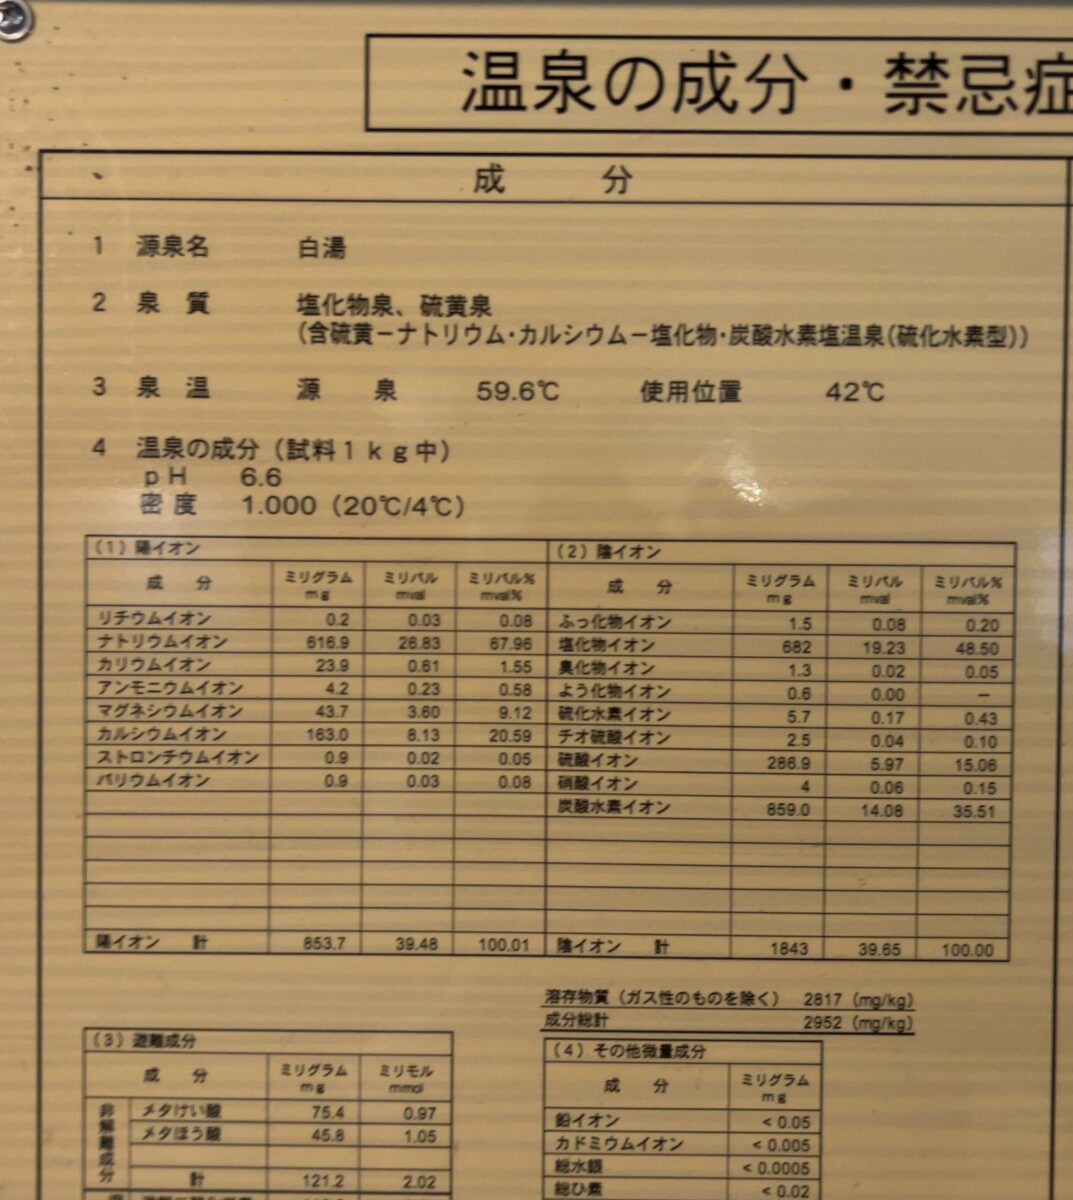 温泉の成分・禁忌症
成 分
1 源泉名 白湯
2 泉 質 塩化物泉、硫黄泉
(含硫黄－ナトリウム・カルシウム－塩化物・炭酸水素塩温泉(硫化水素型))
3 泉 温 源 泉 59.6℃ 使用位置 42℃
4 温泉の成分（試料１ｋｇ中）
ｐＨ 6.6
密 度 1.000（20℃/4℃）
(1) 陽イオン
成 分 ミリグラム mg ミリバル mval ミリバル% mval%
リチウムイオン 0.2 0.03 0.08
ナトリウムイオン 616.9 26.83 67.96
カリウムイオン 23.9 0.61 1.55
アンモニウムイオン 4.2 0.23 0.58
マグネシウムイオン 43.7 3.60 9.12
カルシウムイオン 163.0 8.13 20.59
ストロンチウムイオン 0.9 0.02 0.05
バリウムイオン 0.9 0.03 0.08
陽イオン 計 853.7 39.48 100.01
(2) 陰イオン
成 分 ミリグラム mg ミリバル mval ミリバル% mval%
ふっ化物イオン 1.5 0.08 0.20
塩化物イオン 682 19.23 48.50
臭化物イオン 1.3 0.02 0.05
よう化物イオン 0.6 0.00 －
硫化水素イオン 5.7 0.17 0.43
チオ硫酸イオン 2.5 0.04 0.10
硫酸イオン 286.9 5.97 15.06
硝酸イオン 4 0.06 0.15
炭酸水素イオン 859.0 14.08 35.51
陰イオン 計 1843 39.65 100.00
溶存物質（ガス性のものを除く） 2817（mg/kg）
成分総計 2952（mg/kg）
(3) 遊離成分
成 分 ミリグラム mg ミリモル mmol
非解離成分
メタけい酸 75.4 0.97
メタほう酸 45.8 1.05
計 121.2 2.02
(4) その他微量成分
成 分 ミリグラム mg
鉛イオン ＜0.05
カドミウムイオン ＜0.005
総水銀 ＜0.0005
総ひ素 ＜0.02